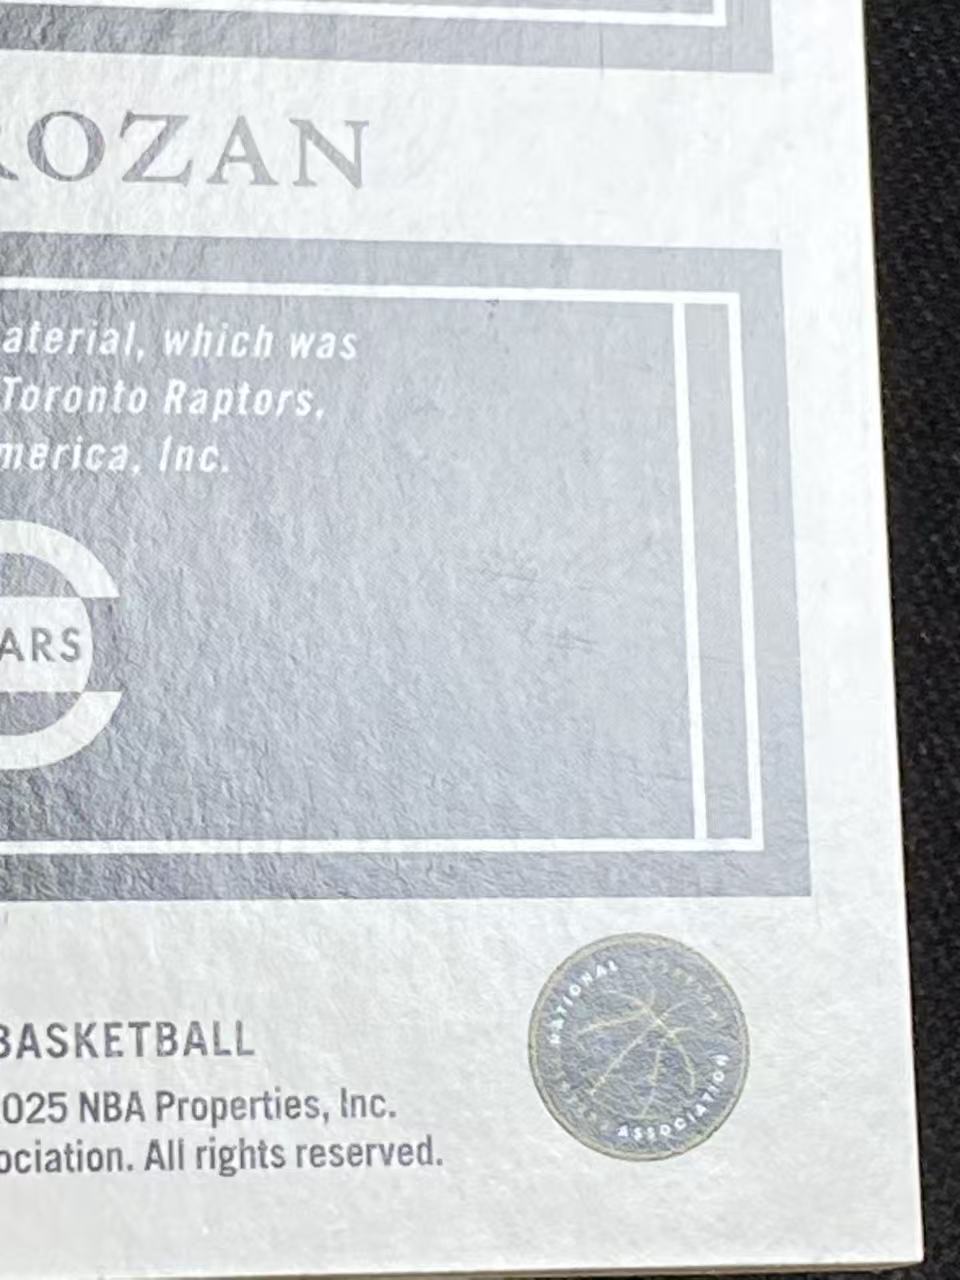 ROZAN
aterial, which was
Toronto Raptors,
merica, Inc.
ARS
BASKETBALL
025 NBA Properties, Inc.
ociation. All rights reserved.
NATIONAL
ASSOCIATION